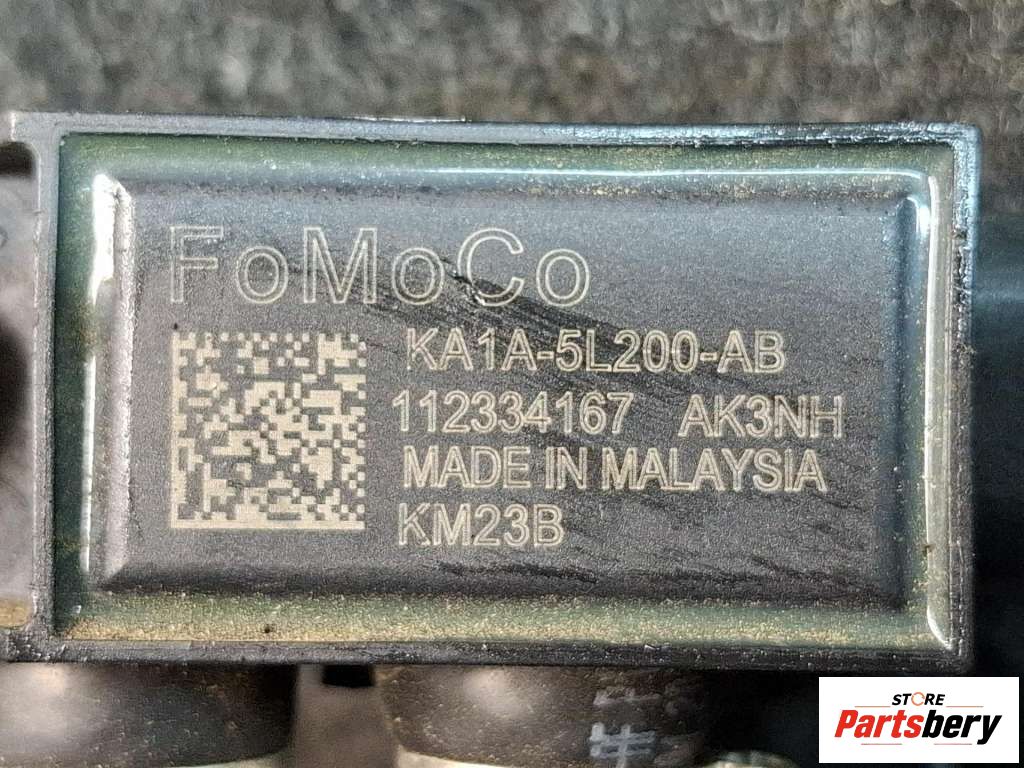 FoMoCo
KA1A-5L200-AB
112334167 AK3NH
MADE IN MALAYSIA
KM23B
STORE
Partsbery